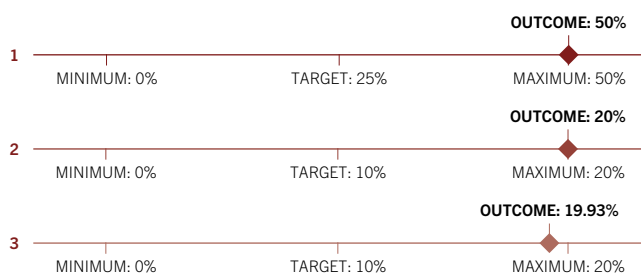 OUTCOME: 50%
1
MINIMUM: 0% TARGET: 25% MAXIMUM: 50%
OUTCOME: 20%
2
MINIMUM: 0% TARGET: 10% MAXIMUM: 20%
OUTCOME: 19.93%
3
MINIMUM: 0% TARGET: 10% MAXIMUM: 20%